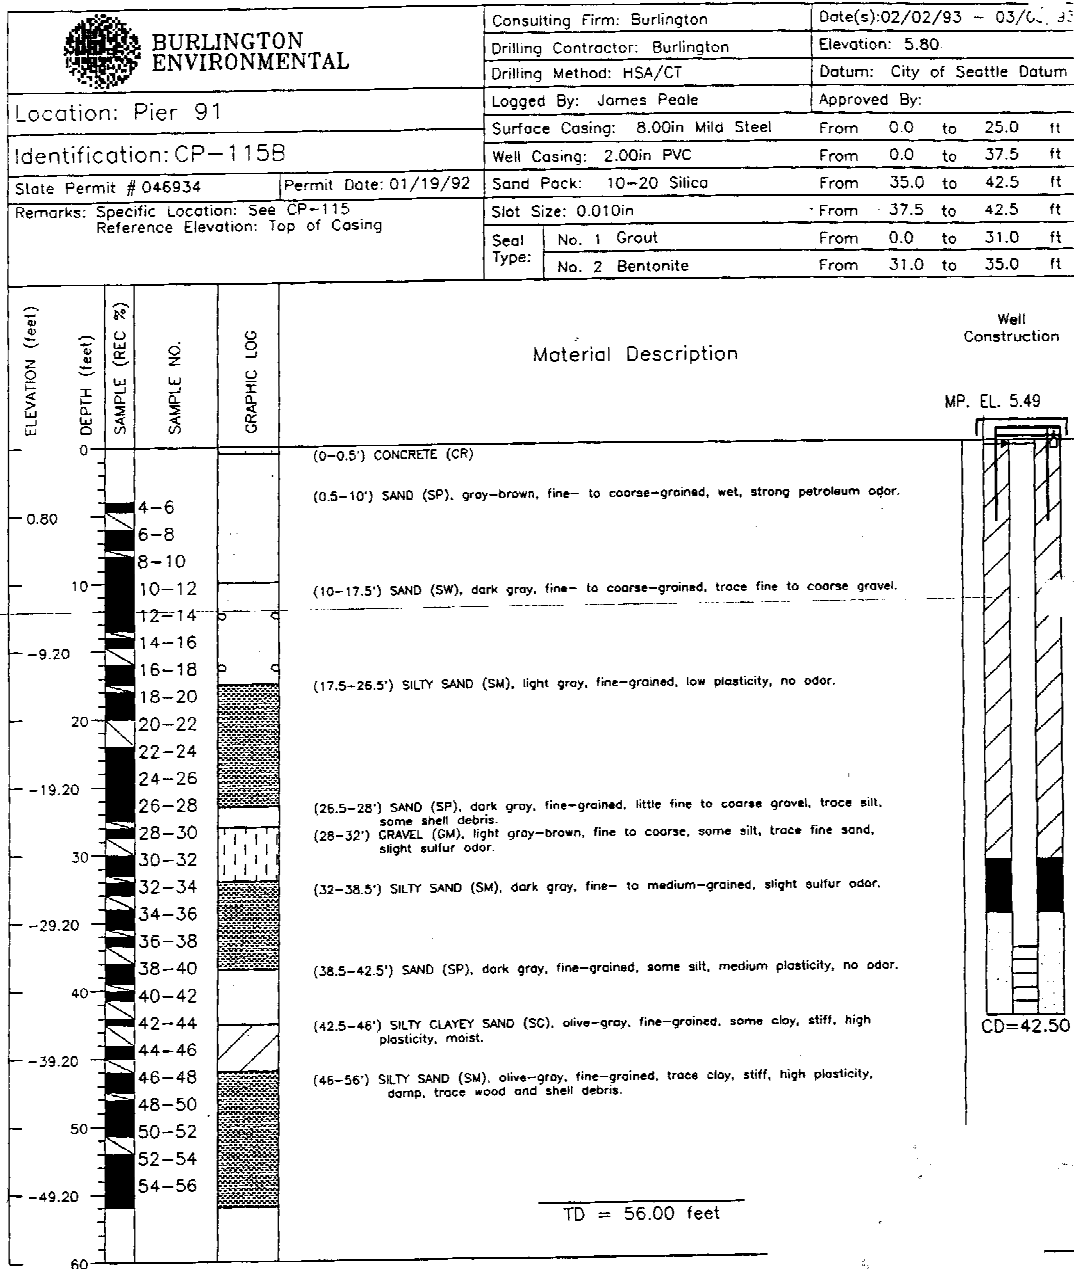 BURLINGTON
ENVIRONMENTAL
Location: Pier 91
Identification: CP-115B
State Permit # 046934 Permit Date: 01/19/92
Remarks: Specific Location: See CP-115
Reference Elevation: Top of Casing
Consulting Firm: Burlington Date(s):02/02/93 -
Drilling Contractor: Burlington Elevation: 5.80
Drilling Method: HSA/CT Datum: City of Seattle Datum
Logged By: James Peale Approved By:
Surface Casing: 8.00in Mild Steel From 0.0 to 25.0 ft
Well Casing: 2.00in PVC From 0.0 to 37.5 ft
Sand Pack: 10-20 Silica From 35.0 to 42.5 ft
Slot Size: 0.010in From 37.5 to 42.5 ft
Seal Type: No. 1 Grout From 0.0 to 31.0 ft
No. 2 Bentonite From 31.0 to 35.0 ft
ELEVATION (feet)
DEPTH (feet)
SAMPLE (REC %)
SAMPLE NO.
GRAPHIC LOG
Material Description
Well
Construction
MP. EL. 5.49
0
(0-0.5') CONCRETE (CR)
(0.5-10') SAND (SP), gray-brown, fine- to coarse-grained, wet, strong petroleum odor.
4-6
0.80
6-8
8-10
10
10-12
(10-17.5') SAND (SW), dark gray, fine- to coarse-grained, trace fine to coarse gravel.
12-14
14-16
-9.20
16-18
(17.5-26.5') SILTY SAND (SM), light gray, fine-grained, low plasticity, no odor.
18-20
20
20-22
22-24
24-26
-19.20
26-28
(26.5-28') SAND (SP), dark gray, fine-grained, little fine to coarse gravel, trace silt,
some shell debris.
28-30
(28-32') GRAVEL (GM), light gray-brown, fine to coarse, some silt, trace fine sand,
slight sulfur odor.
30
30-32
32-34
(32-38.5') SILTY SAND (SM), dark gray, fine- to medium-grained, slight sulfur odor.
34-36
-29.20
36-38
38-40
(38.5-42.5') SAND (SP), dark gray, fine-grained, some silt, medium plasticity, no odor.
40
40-42
42-44
(42.5-46') SILTY CLAYEY SAND (SC), olive-gray, fine-grained, some clay, stiff, high
plasticity, moist.
CD=42.50
44-46
-39.20
46-48
(46-56') SILTY SAND (SM), olive-gray, fine-grained, trace clay, stiff, high plasticity,
damp, trace wood and shell debris.
48-50
50
50-52
52-54
54-56
-49.20
TD = 56.00 feet
60